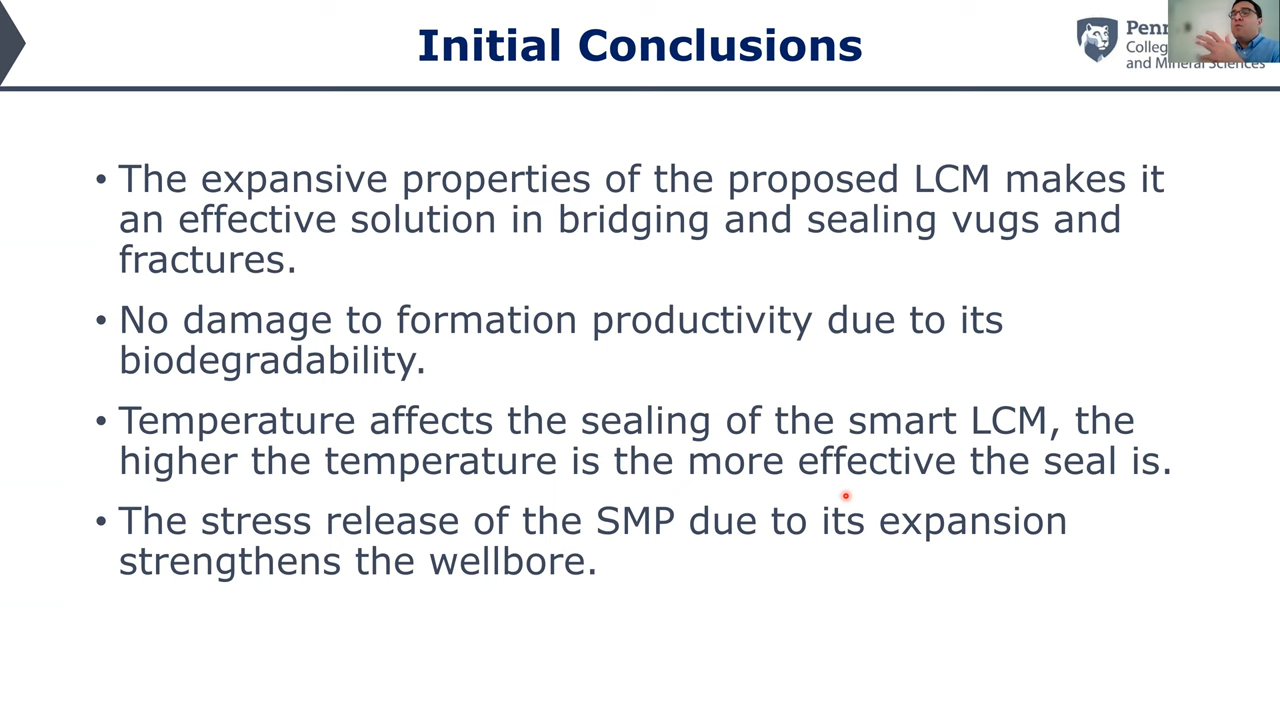 Initial Conclusions
Penn
and Mineral Sciences
• The expansive properties of the proposed LCM makes it
an effective solution in bridging and sealing vugs and
fractures.
• No damage to formation productivity due to its
biodegradability.
• Temperature affects the sealing of the smart LCM, the
higher the temperature is the more effective the seal is.
• The stress release of the SMP due to its expansion
strengthens the wellbore.